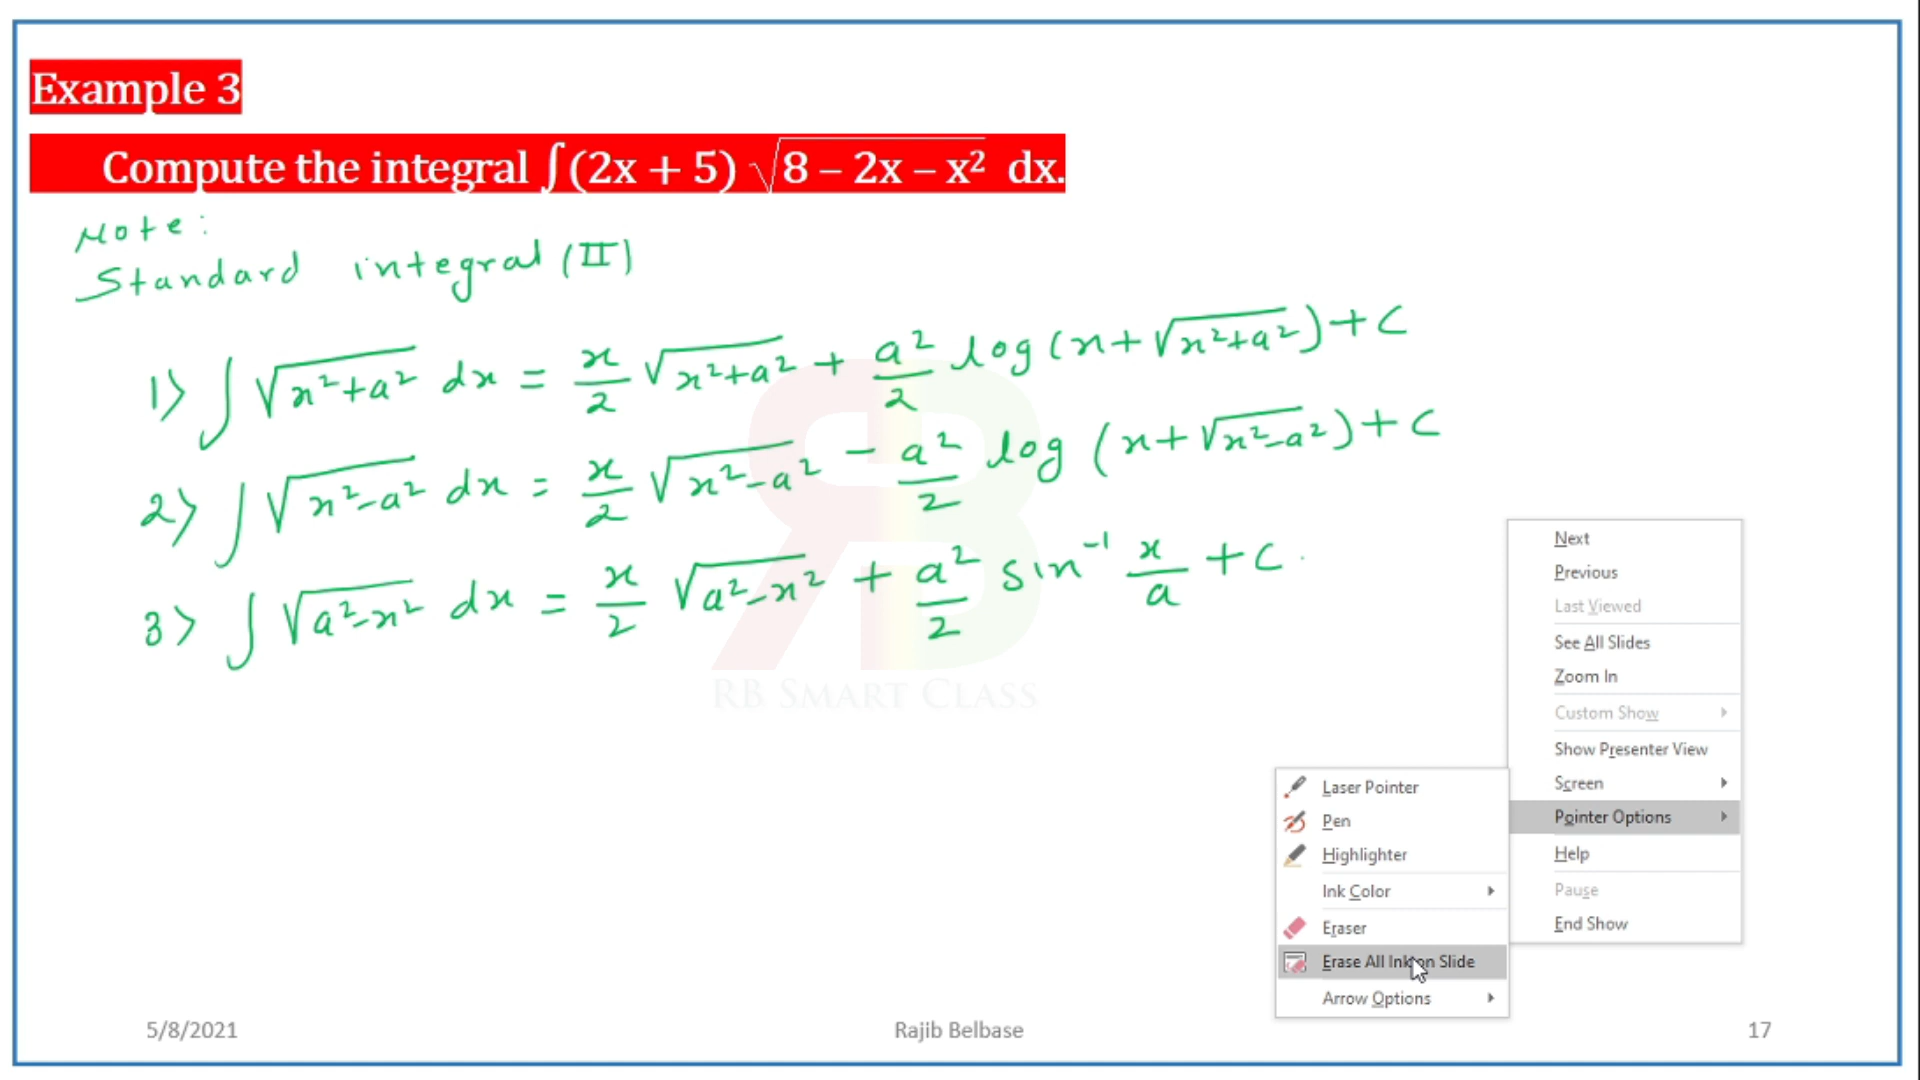 Example 3
Compute the integral ∫(2x + 5) √(8 – 2x – x²) dx.
Note:
Standard integral (II)
1) ∫ √(x²+a²) dx = x/2 √(x²+a²) + a²/2 log (x+√(x²+a²)) + C
2) ∫ √(x²-a²) dx = x/2 √(x²-a²) - a²/2 log (x+√(x²-a²)) + C
3) ∫ √(a²-x²) dx = x/2 √(a²-x²) + a²/2 sin⁻¹ x/a + C.
RB SMART CLASS
Next
Previous
Last Viewed
See All Slides
Zoom In
Custom Show
Show Presenter View
Screen
Pointer Options
Help
Pause
End Show
Laser Pointer
Pen
Highlighter
Ink Color
Eraser
Erase All Ink on Slide
Arrow Options
5/8/2021
Rajib Belbase
17